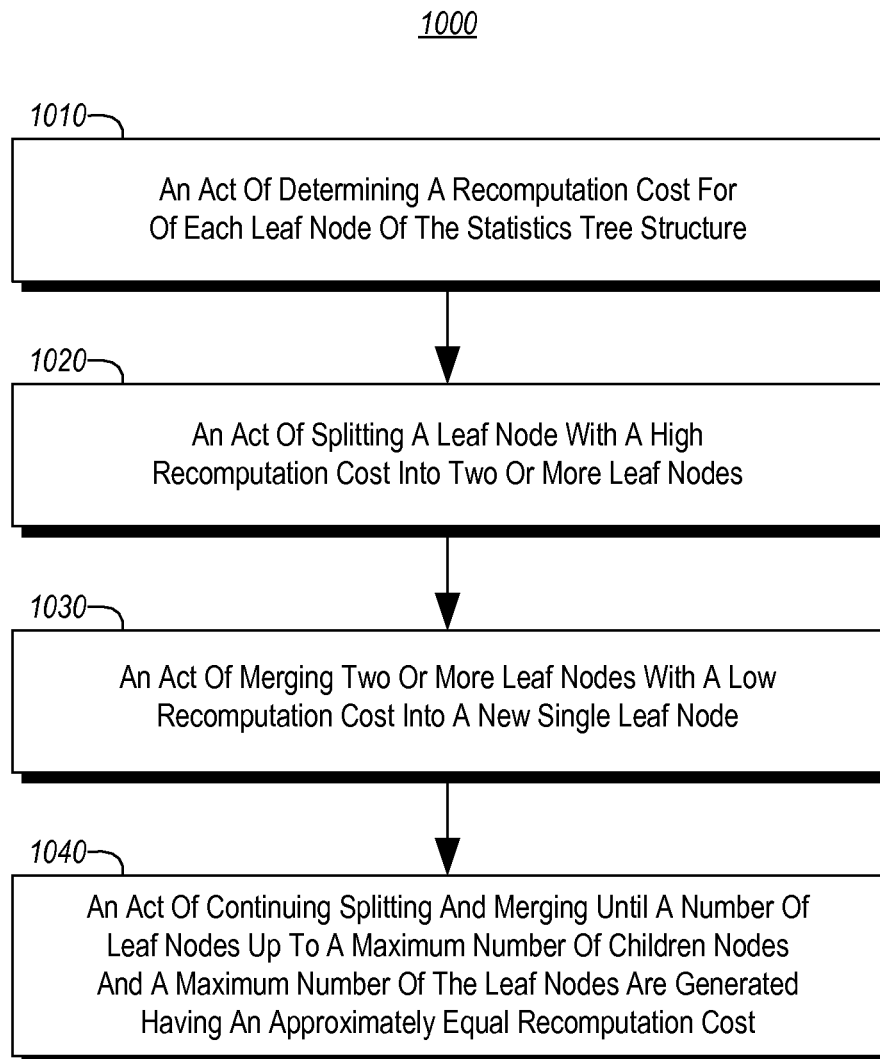 1000
1010
An Act Of Determining A Recomputation Cost For
Of Each Leaf Node Of The Statistics Tree Structure
1020
An Act Of Splitting A Leaf Node With A High
Recomputation Cost Into Two Or More Leaf Nodes
1030
An Act Of Merging Two Or More Leaf Nodes With A Low
Recomputation Cost Into A New Single Leaf Node
1040
An Act Of Continuing Splitting And Merging Until A Number Of
Leaf Nodes Up To A Maximum Number Of Children Nodes
And A Maximum Number Of The Leaf Nodes Are Generated
Having An Approximately Equal Recomputation Cost